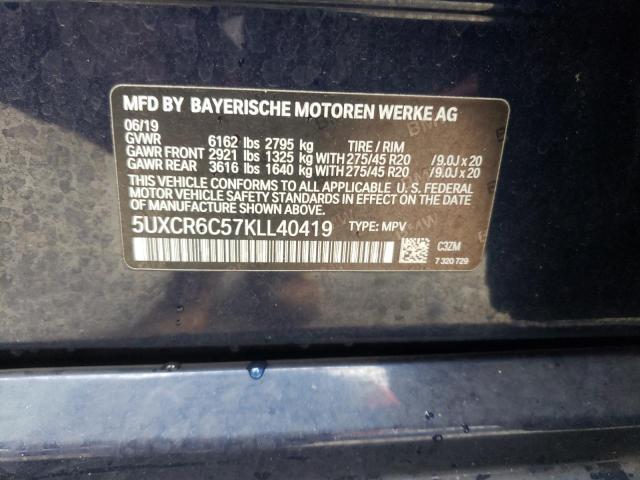 MFD BY BAYERISCHE MOTOREN WERKE AG
06/19
GVWR 6162 lbs 2795 kg TIRE / RIM
GAWR FRONT 2921 lbs 1325 kg WITH 275/45 R20 /9.0J x 20
GAWR REAR 3616 lbs 1640 kg WITH 275/45 R20 /9.0J x 20
THIS VEHICLE CONFORMS TO ALL APPLICABLE U. S. FEDERAL
MOTOR VEHICLE SAFETY STANDARDS IN EFFECT ON THE DATE
OF MANUFACTURE SHOWN ABOVE.
5UXCR6C57KLL40419 TYPE: MPV
C3ZM
7 320 729